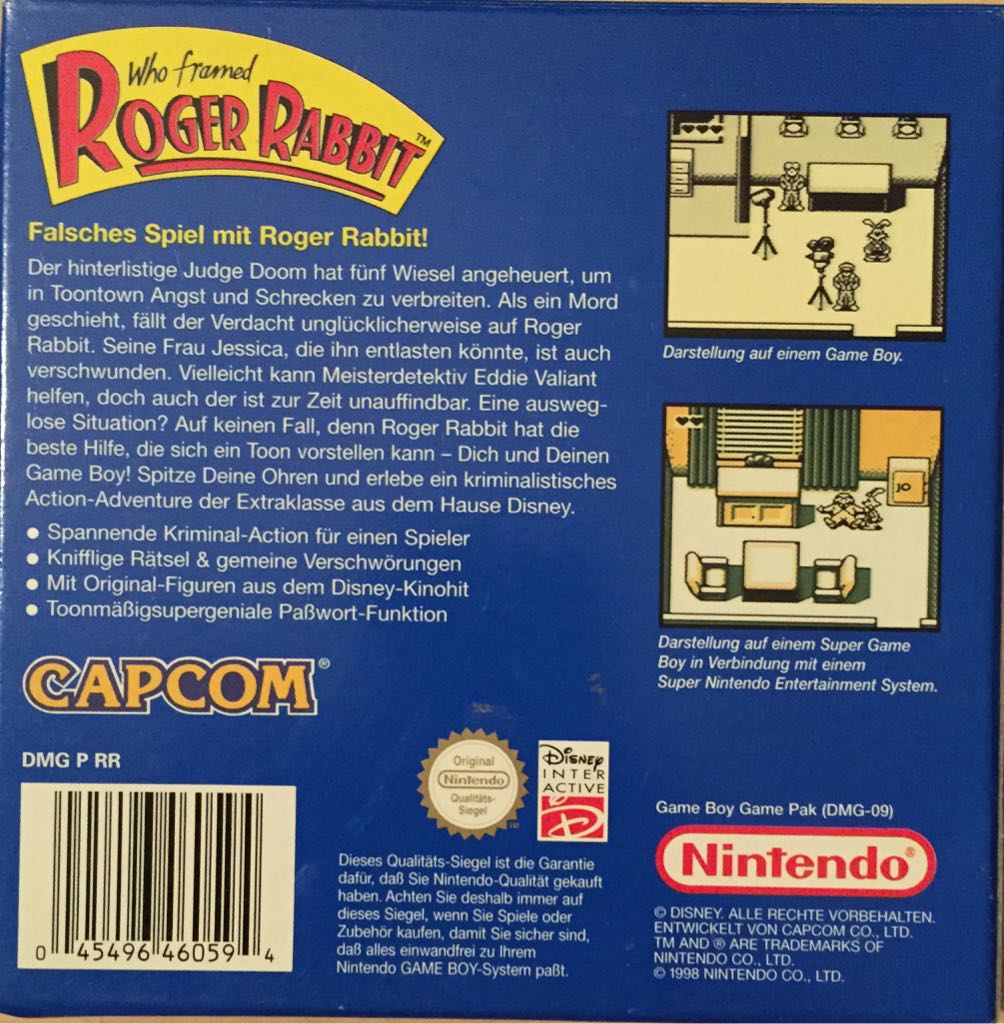 Who framed
ROGER RABBIT™
Falsches Spiel mit Roger Rabbit!
Der hinterlistige Judge Doom hat fünf Wiesel angeheuert, um
in Toontown Angst und Schrecken zu verbreiten. Als ein Mord
geschieht, fällt der Verdacht unglücklicherweise auf Roger
Rabbit. Seine Frau Jessica, die ihn entlasten könnte, ist auch
verschwunden. Vielleicht kann Meisterdetektiv Eddie Valiant
helfen, doch auch der ist zur Zeit unauffindbar. Eine ausweg-
lose Situation? Auf keinen Fall, denn Roger Rabbit hat die
beste Hilfe, die sich ein Toon vorstellen kann – Dich und Deinen
Game Boy! Spitze Deine Ohren und erlebe ein kriminalistisches
Action-Adventure der Extraklasse aus dem Hause Disney.
● Spannende Kriminal-Action für einen Spieler
● Knifflige Rätsel & gemeine Verschwörungen
● Mit Original-Figuren aus dem Disney-Kinohit
● Toonmäßigsupergeniale Paßwort-Funktion
Darstellung auf einem Game Boy.
JO
Darstellung auf einem Super Game
Boy in Verbindung mit einem
Super Nintendo Entertainment System.
CAPCOM®
DMG P RR
0 45496 46059 4
Original
Nintendo
Qualitäts-
Siegel
TM
Disney
INTER
ACTIVE
D
Dieses Qualitäts-Siegel ist die Garantie
dafür, daß Sie Nintendo-Qualität gekauft
haben. Achten Sie deshalb immer auf
dieses Siegel, wenn Sie Spiele oder
Zubehör kaufen, damit Sie sicher sind,
daß alles einwandfrei zu Ihrem
Nintendo GAME BOY-System paßt.
Game Boy Game Pak (DMG-09)
Nintendo®
© DISNEY. ALLE RECHTE VORBEHALTEN.
ENTWICKELT VON CAPCOM CO., LTD.
TM AND ® ARE TRADEMARKS OF
NINTENDO CO., LTD.
© 1998 NINTENDO CO., LTD.